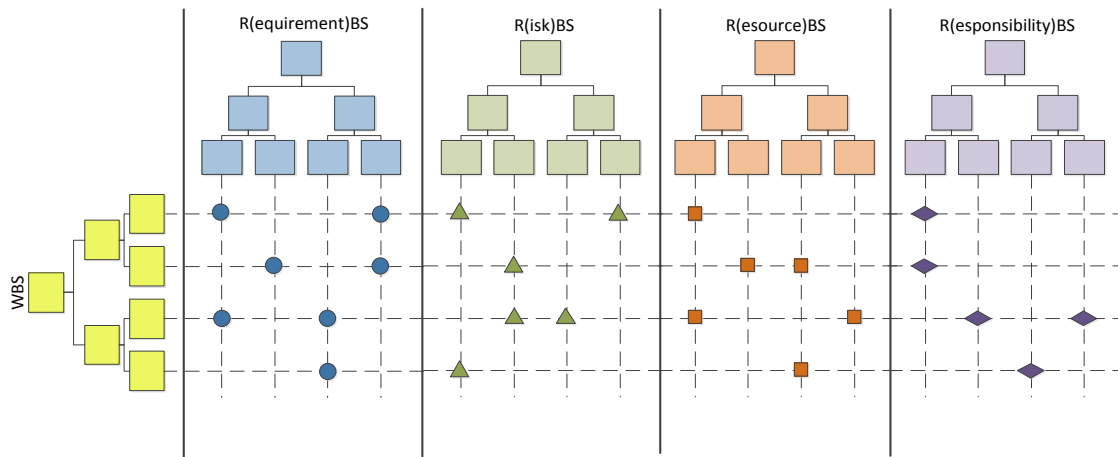 R(equirement)BS
R(isk)BS
R(esource)BS
R(esponsibility)BS
WBS